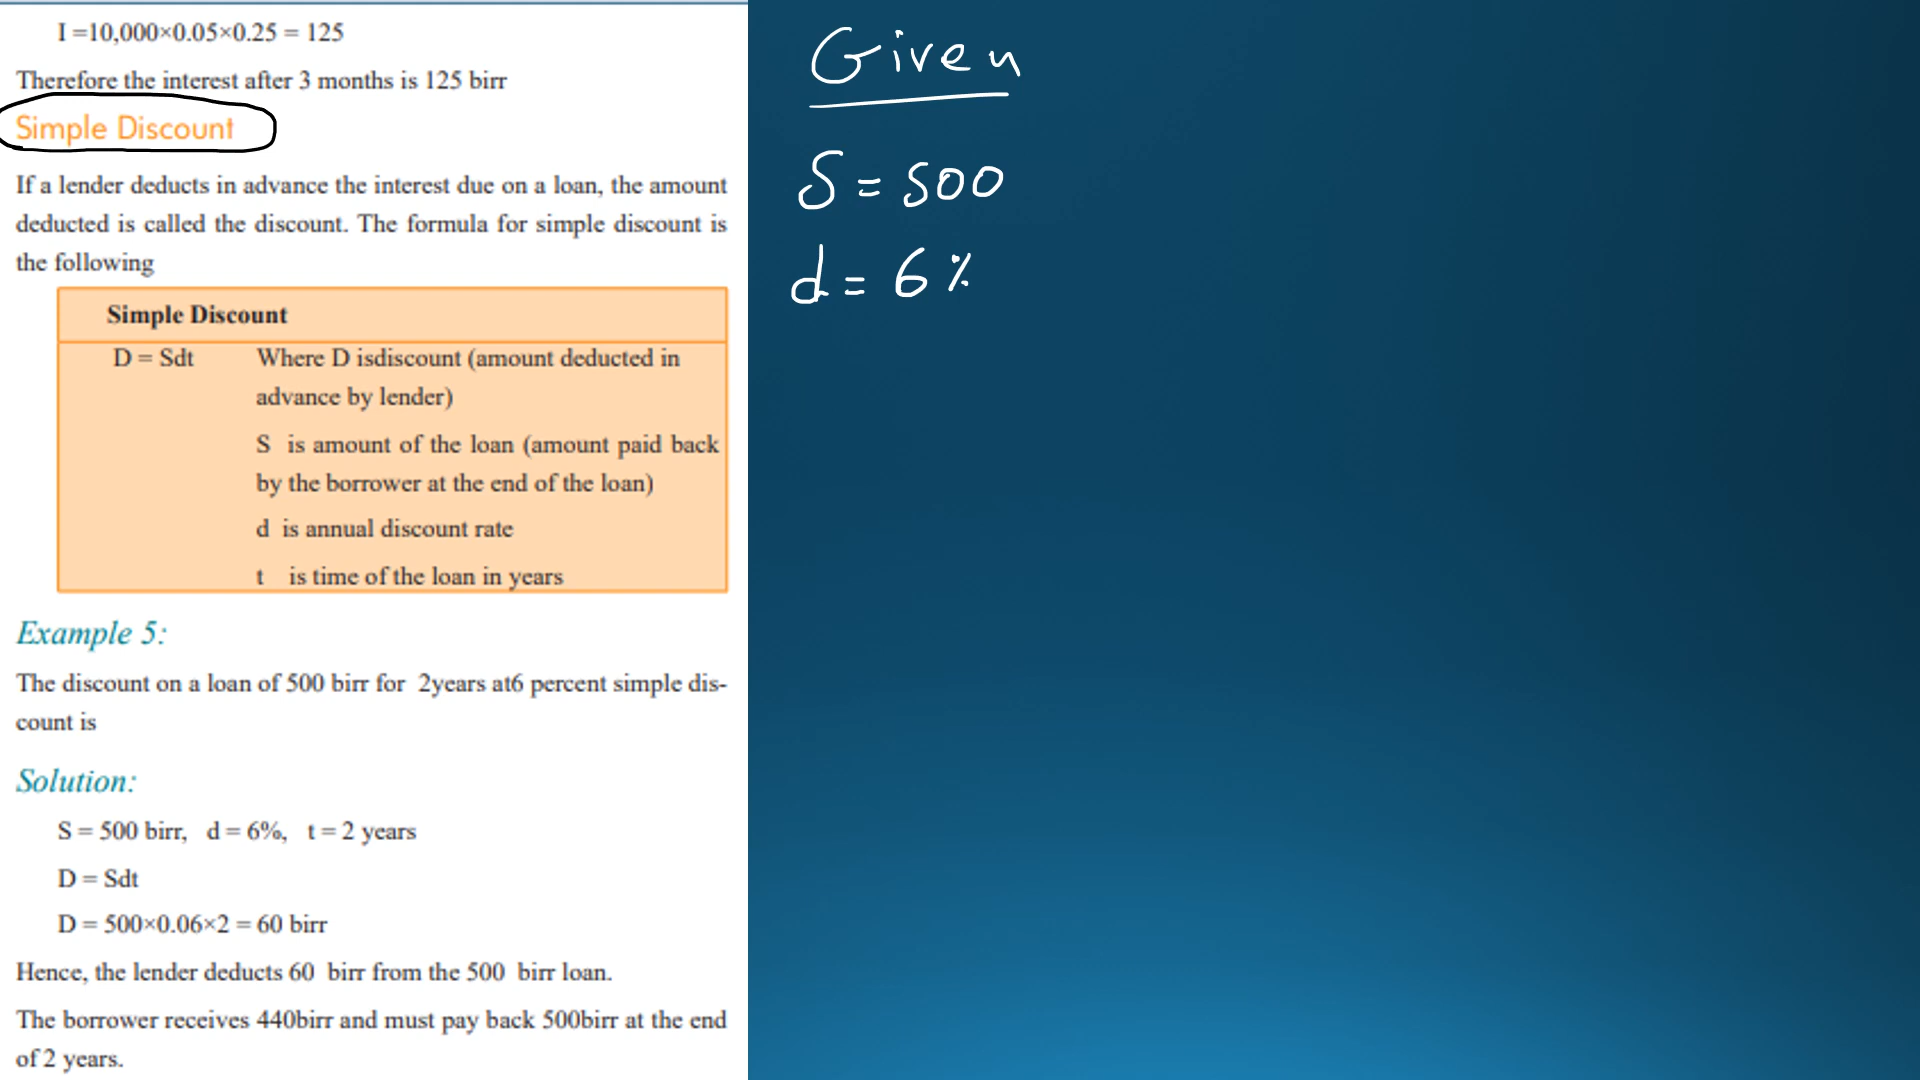 I =10,000×0.05×0.25 = 125
Therefore the interest after 3 months is 125 birr
Simple Discount
If a lender deducts in advance the interest due on a loan, the amount
deducted is called the discount. The formula for simple discount is
the following
Simple Discount
D = Sdt Where D isdiscount (amount deducted in
advance by lender)
S is amount of the loan (amount paid back
by the borrower at the end of the loan)
d is annual discount rate
t is time of the loan in years
Example 5:
The discount on a loan of 500 birr for 2years at6 percent simple dis-
count is
Solution:
S = 500 birr, d = 6%, t = 2 years
D = Sdt
D = 500×0.06×2 = 60 birr
Hence, the lender deducts 60 birr from the 500 birr loan.
The borrower receives 440birr and must pay back 500birr at the end
of 2 years.
Given
S = 500
d = 6%